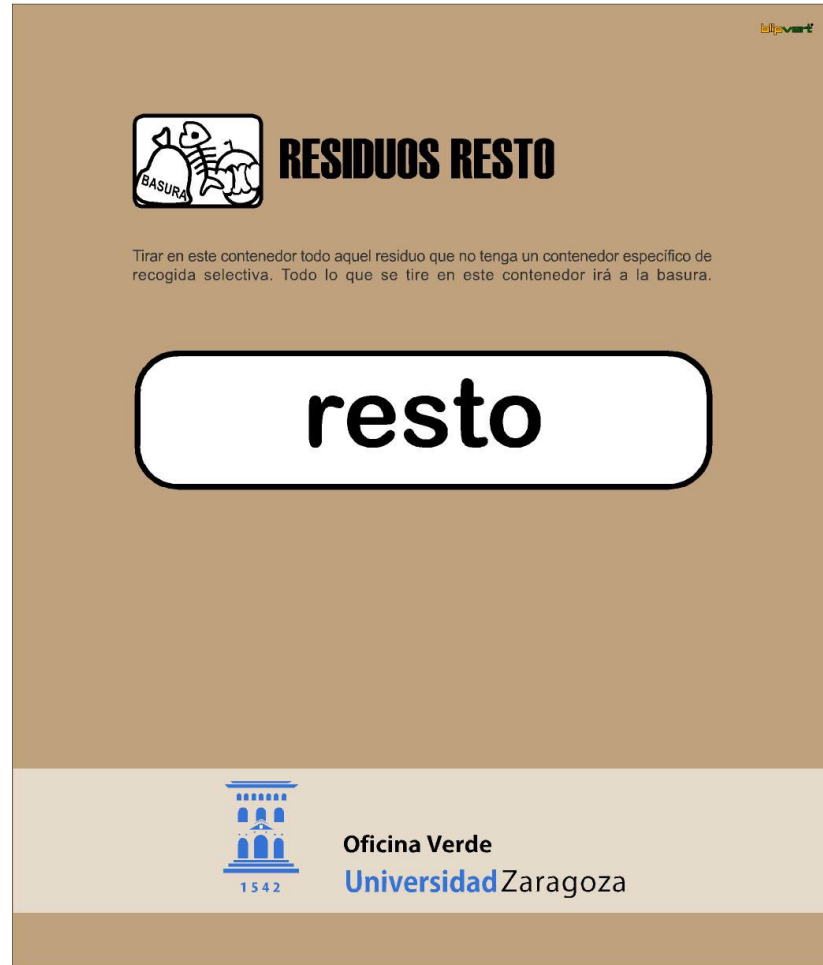 blipvert
RESIDUOS RESTO
BASURA
Tirar en este contenedor todo aquel residuo que no tenga un contenedor específico de
recogida selectiva. Todo lo que se tire en este contenedor irá a la basura.
resto
1542
Oficina Verde
Universidad Zaragoza